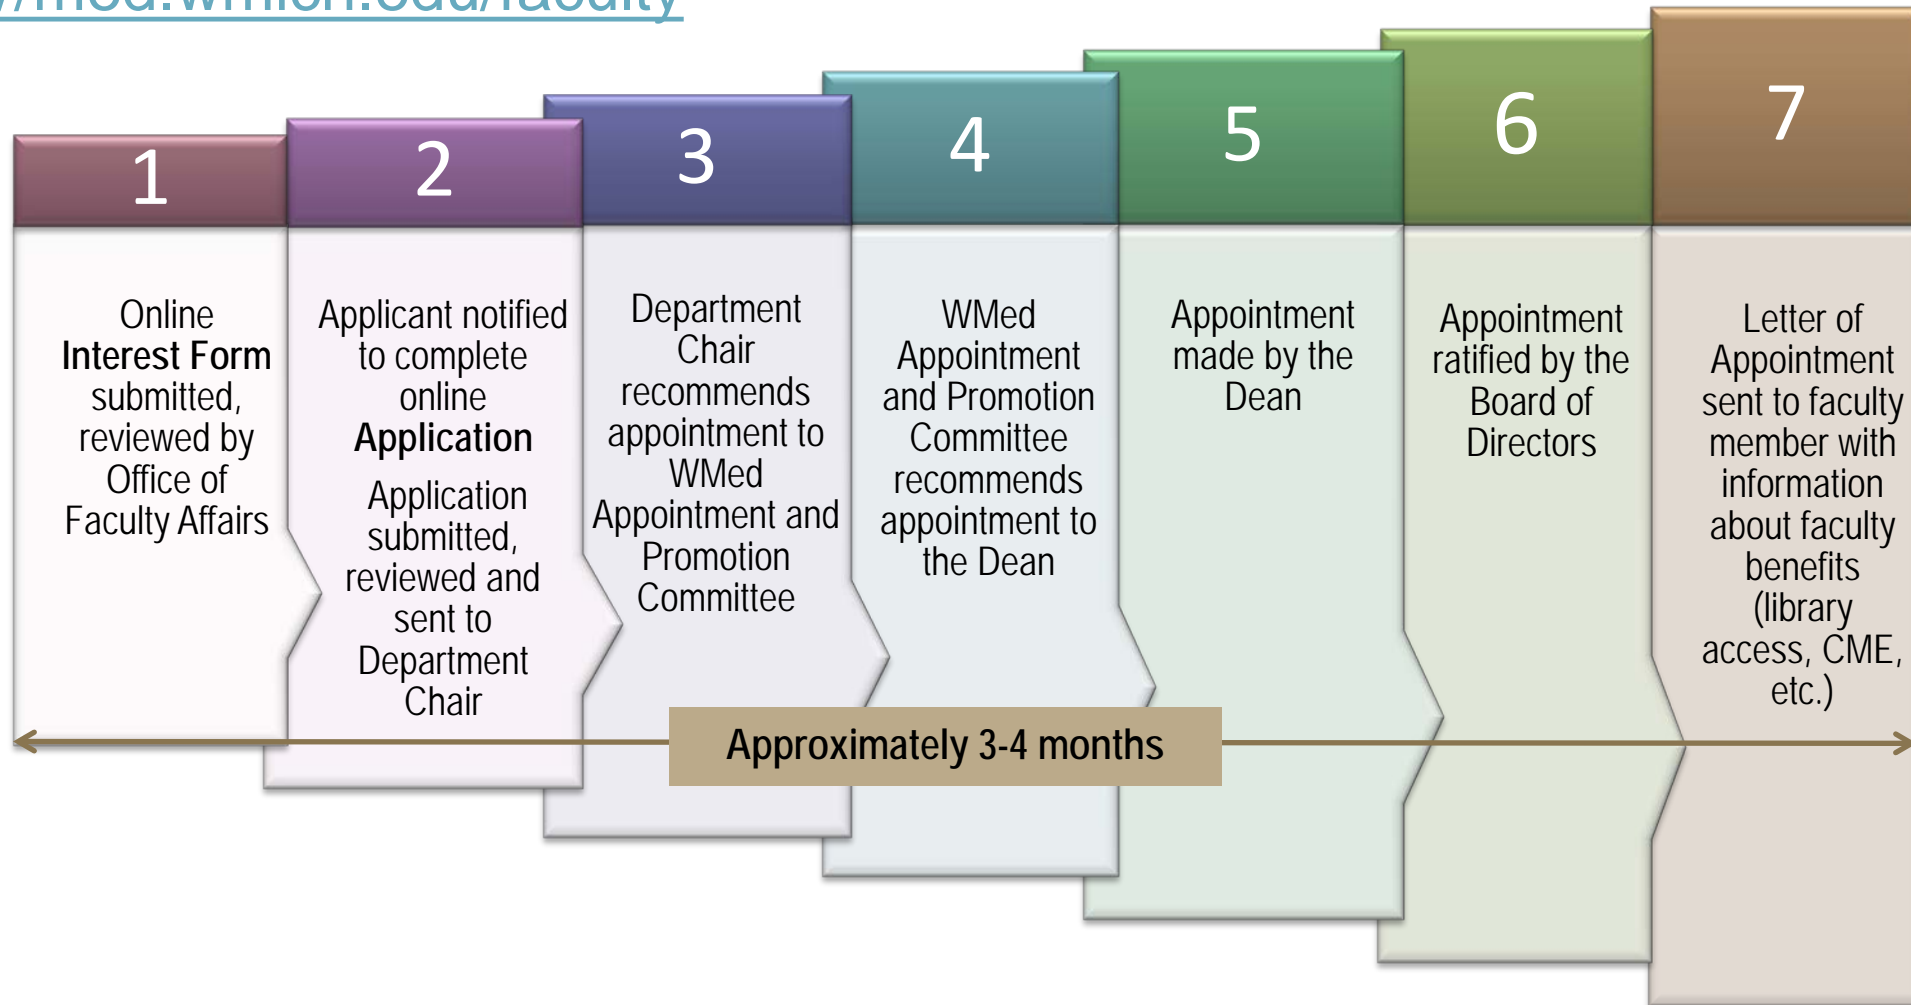 //med.wmich.edu/faculty
1
Online
Interest Form
submitted,
reviewed by
Office of
Faculty Affairs
2
Applicant notified
to complete
online
Application
Application
submitted,
reviewed and
sent to
Department
Chair
3
Department
Chair
recommends
appointment to
WMed
Appointment and
Promotion
Committee
4
WMed
Appointment
and Promotion
Committee
recommends
appointment to
the Dean
5
Appointment
made by the
Dean
6
Appointment
ratified by the
Board of
Directors
7
Letter of
Appointment
sent to faculty
member with
information
about faculty
benefits
(library
access, CME,
etc.)
Approximately 3-4 months